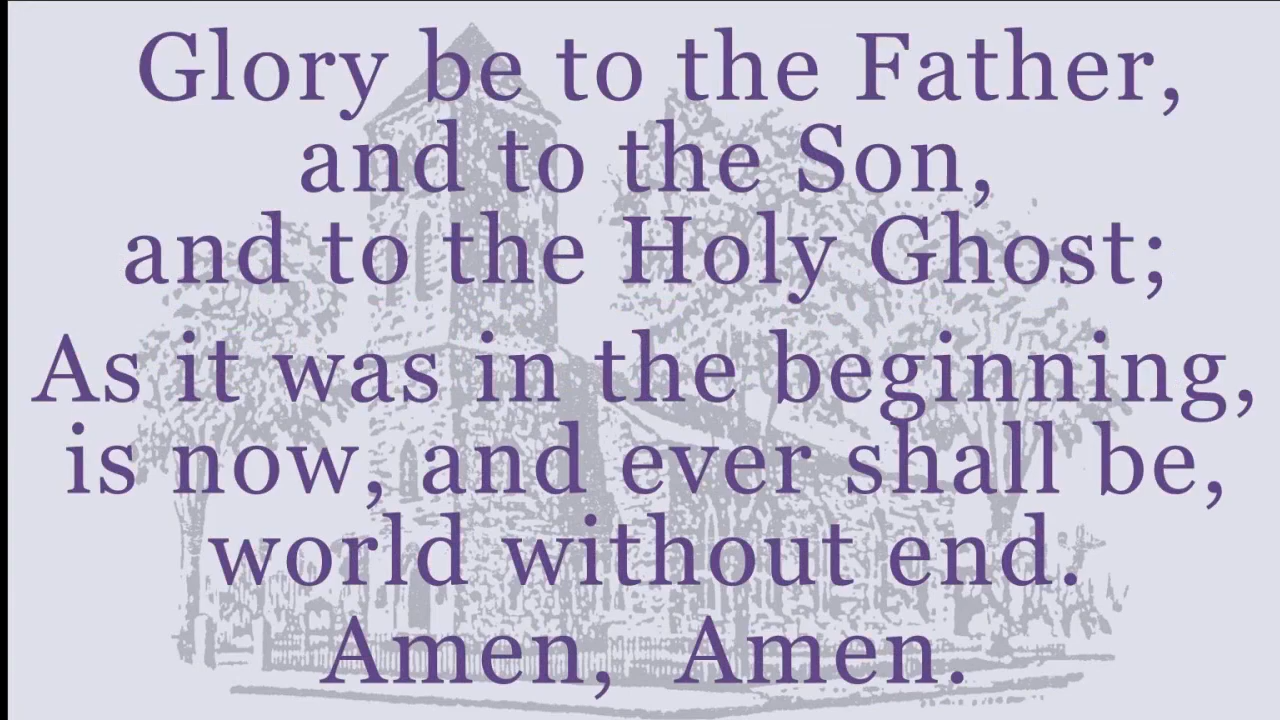 Glory be to the Father,
and to the Son,
and to the Holy Ghost;
As it was in the beginning,
is now, and ever shall be,
world without end.
Amen, Amen.